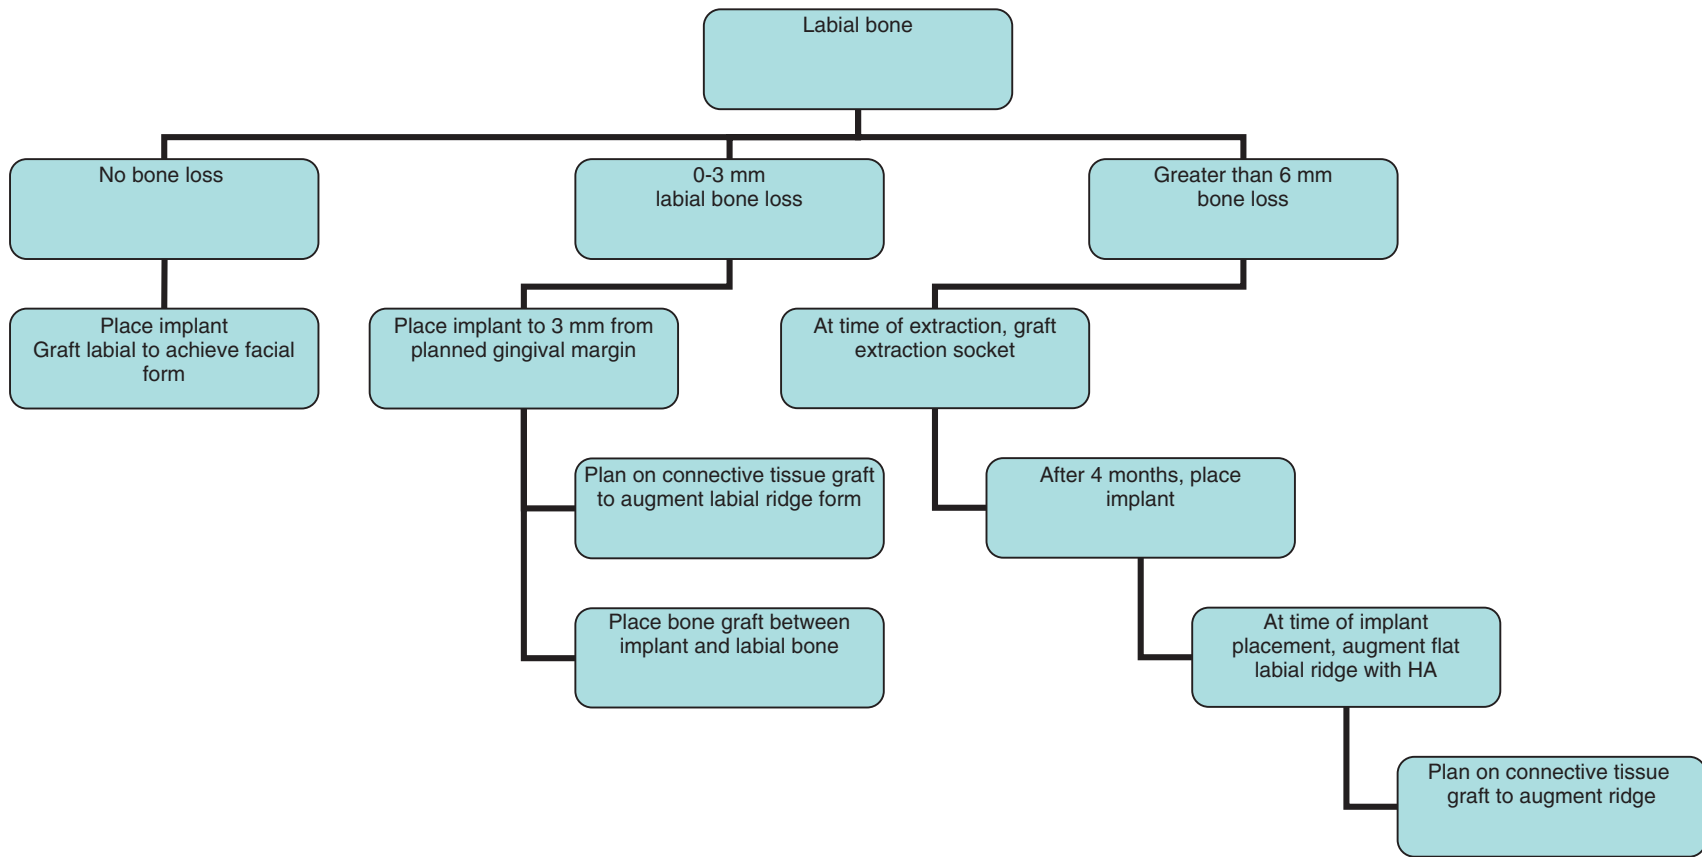 Labial bone
No bone loss
0-3 mm
labial bone loss
Greater than 6 mm
bone loss
Place implant
Graft labial to achieve facial
form
Place implant to 3 mm from
planned gingival margin
At time of extraction, graft
extraction socket
Plan on connective tissue graft
to augment labial ridge form
After 4 months, place
implant
Place bone graft between
implant and labial bone
At time of implant
placement, augment flat
labial ridge with HA
Plan on connective tissue
graft to augment ridge